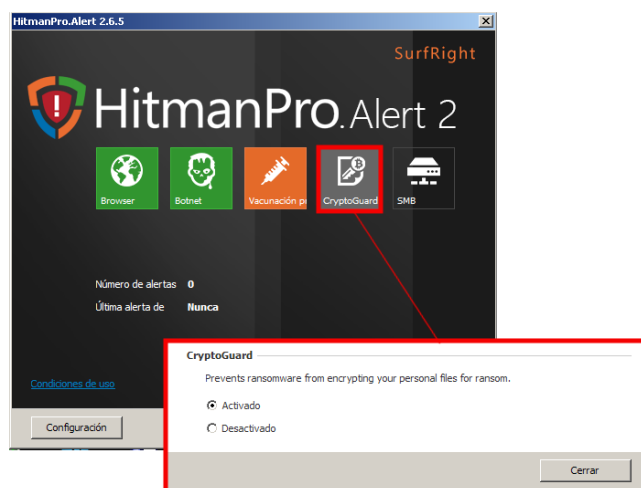 HitmanPro.Alert 2.6.5
SurfRight
HitmanPro.Alert 2
Browser
Botnet
Vacunación p
CryptoGuard
SMB
Número de alertas 0
Última alerta de Nunca
Condiciones de uso
Configuración
CryptoGuard
Prevents ransomware from encrypting your personal files for ransom.
Activado
Desactivado
Cerrar